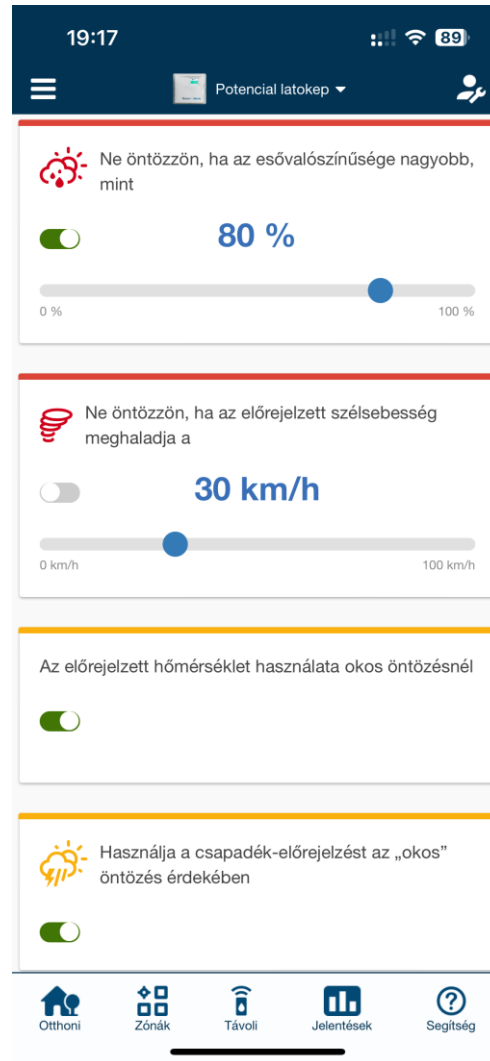 19:17
89
Potencial latokep
Ne öntözzön, ha az esővalószínűsége nagyobb,
mint
80 %
0 %
100 %
Ne öntözzön, ha az előrejelzett szélsebesség
meghaladja a
30 km/h
0 km/h
100 km/h
Az előrejelzett hőmérséklet használata okos öntözésnél
Használja a csapadék-előrejelzést az „okos”
öntözés érdekében
Otthoni
Zónák
Távoli
Jelentések
Segítség